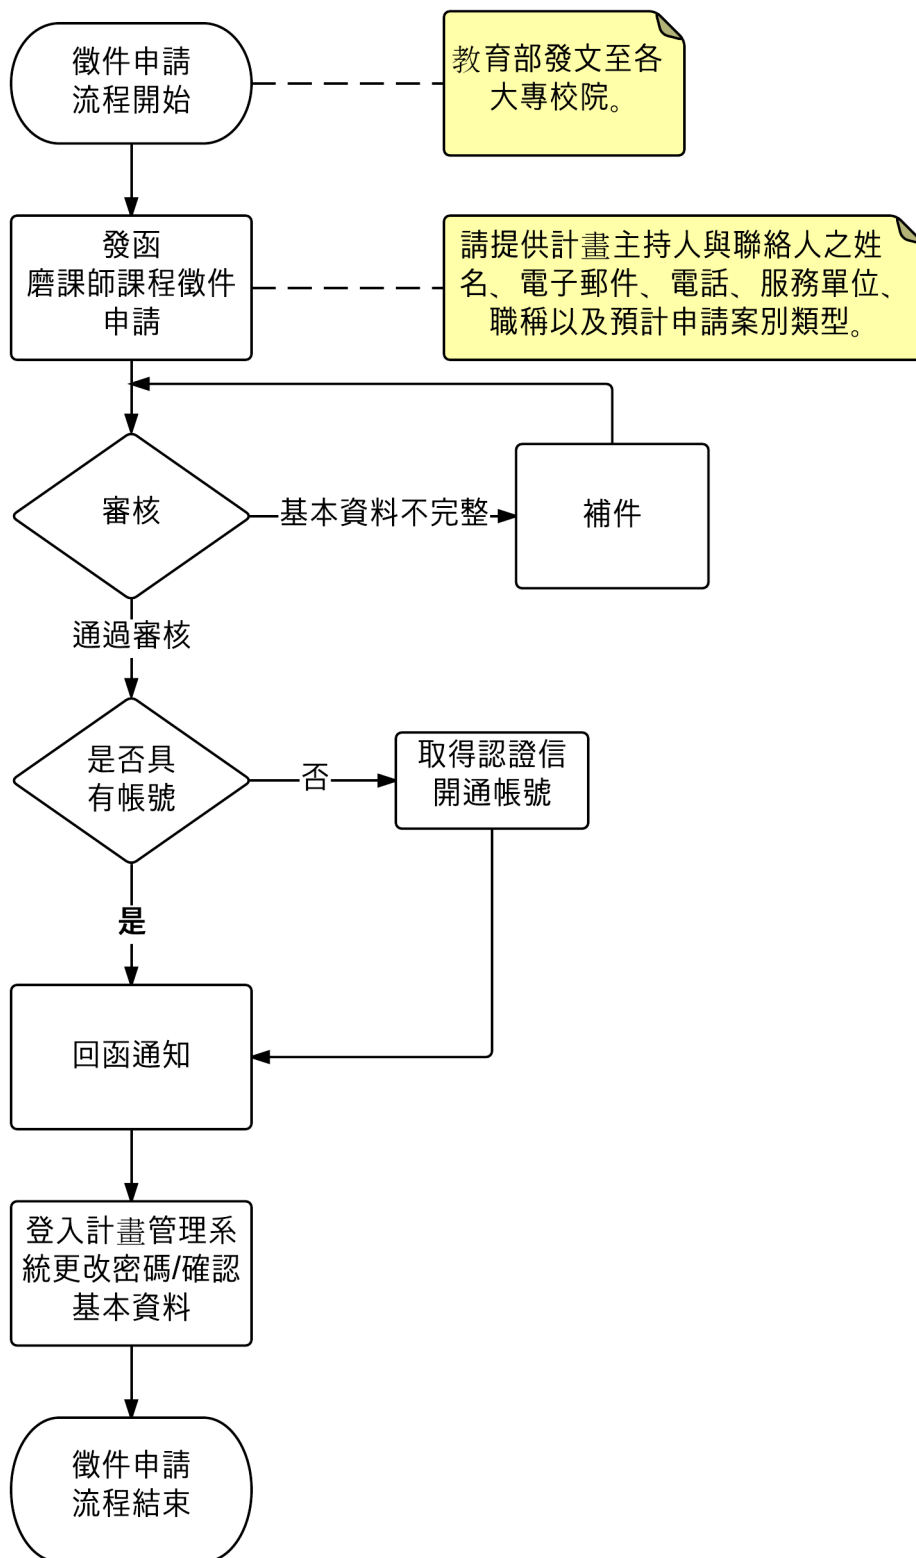 徵件申請
流程開始
教育部發文至各
大專校院。
發函
磨課師課程徵件
申請
請提供計畫主持人與聯絡人之姓
名、電子郵件、電話、服務單位、
職稱以及預計申請案別類型。
審核
基本資料不完整
補件
通過審核
是否具
有帳號
否
取得認證信
開通帳號
是
回函通知
登入計畫管理系
統更改密碼/確認
基本資料
徵件申請
流程結束